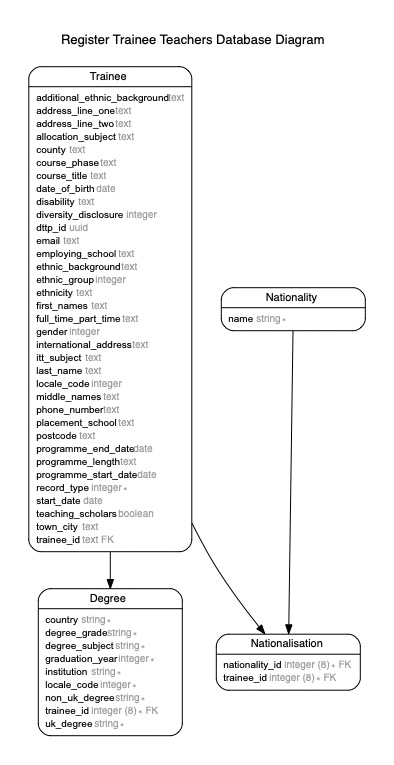 Register Trainee Teachers Database Diagram
Trainee
additional_ethnic_background text
address_line_one text
address_line_two text
allocation_subject text
county text
course_phase text
course_title text
date_of_birth date
disability text
diversity_disclosure integer
dttp_id uuid
email text
employing_school text
ethnic_background text
ethnic_group integer
ethnicity text
first_names text
full_time_part_time text
gender integer
international_address text
itt_subject text
last_name text
locale_code integer
middle_names text
phone_number text
placement_school text
postcode text
programme_end_date date
programme_length text
programme_start_date date
record_type integer *
start_date date
teaching_scholars boolean
town_city text
trainee_id text FK
Nationality
name string *
Degree
country string *
degree_grade string *
degree_subject string *
graduation_year integer *
institution string *
locale_code integer *
non_uk_degree string *
trainee_id integer (8) * FK
uk_degree string *
Nationalisation
nationality_id integer (8) * FK
trainee_id integer (8) * FK